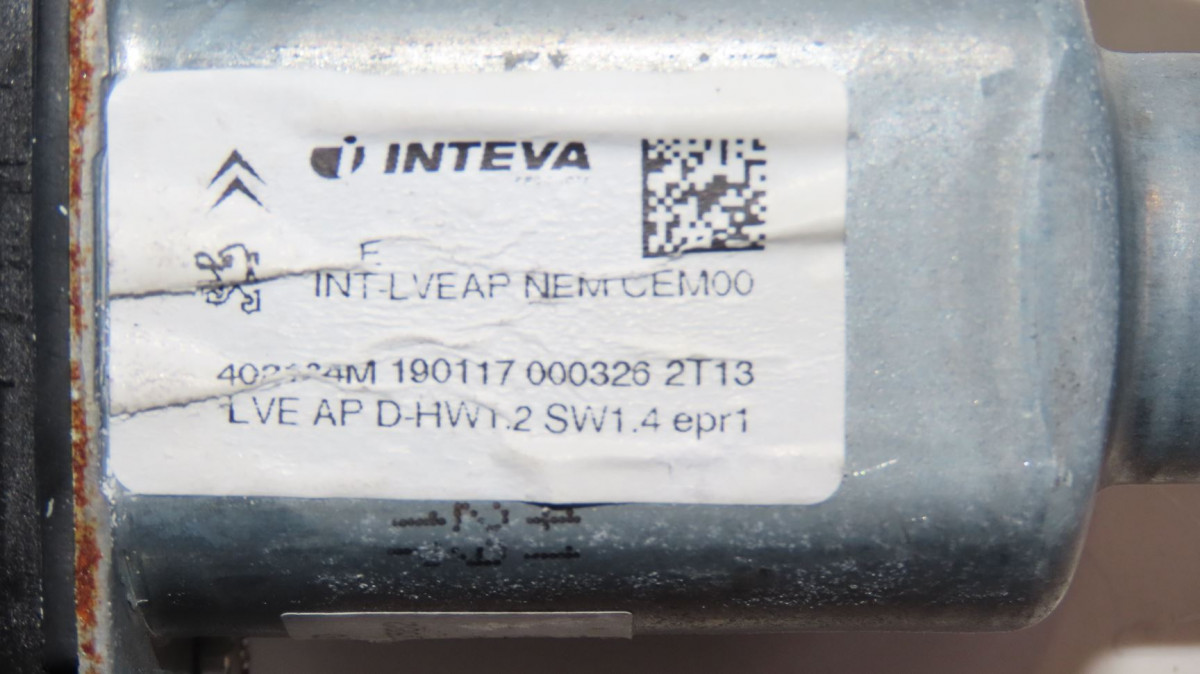 INTEVA
INT-LVEAP NEM CEM00
190117 000326 2T13
LVE AP D-HW1.2 SW1.4 epr1